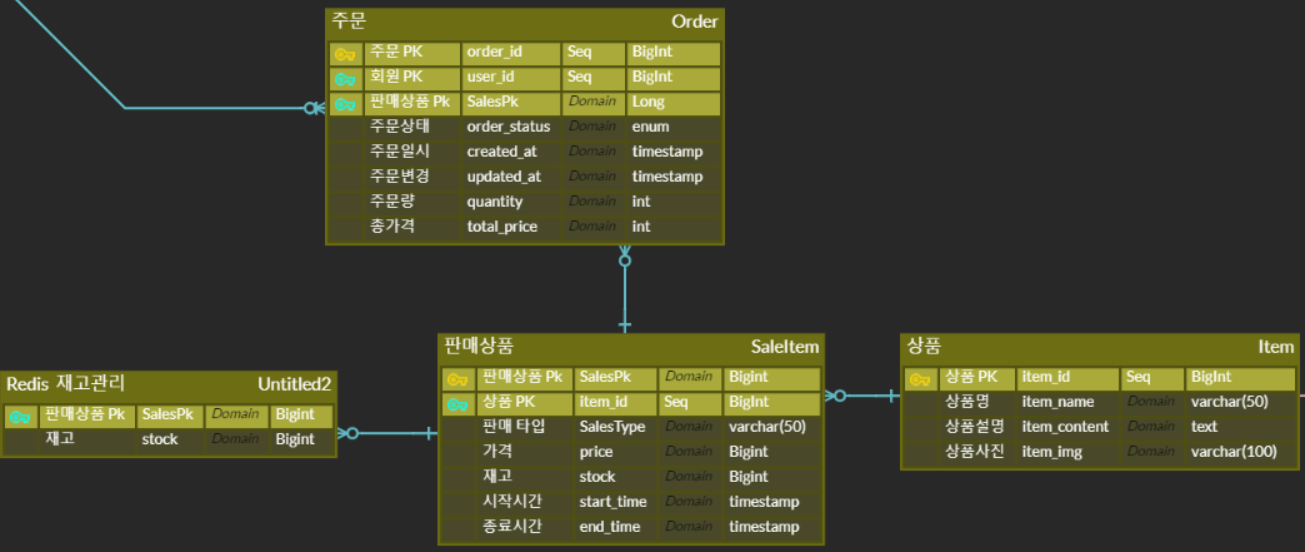 주문 Order
주문 PK order_id Seq BigInt
회원 PK user_id Seq BigInt
판매상품 Pk SalesPk Domain Long
주문상태 order_status Domain enum
주문일시 created_at Domain timestamp
주문변경 updated_at Domain timestamp
주문량 quantity Domain int
총가격 total_price Domain int
판매상품 SaleItem
판매상품 Pk SalesPk Domain Bigint
상품 PK item_id Seq BigInt
판매 타입 SalesType Domain varchar(50)
가격 price Domain Bigint
재고 stock Domain Bigint
시작시간 start_time Domain timestamp
종료시간 end_time Domain timestamp
상품 Item
상품 PK item_id Seq BigInt
상품명 item_name Domain varchar(50)
상품설명 item_content Domain text
상품사진 item_img Domain varchar(100)
Redis 재고관리 Untitled2
판매상품 Pk SalesPk Domain Bigint
재고 stock Domain Bigint